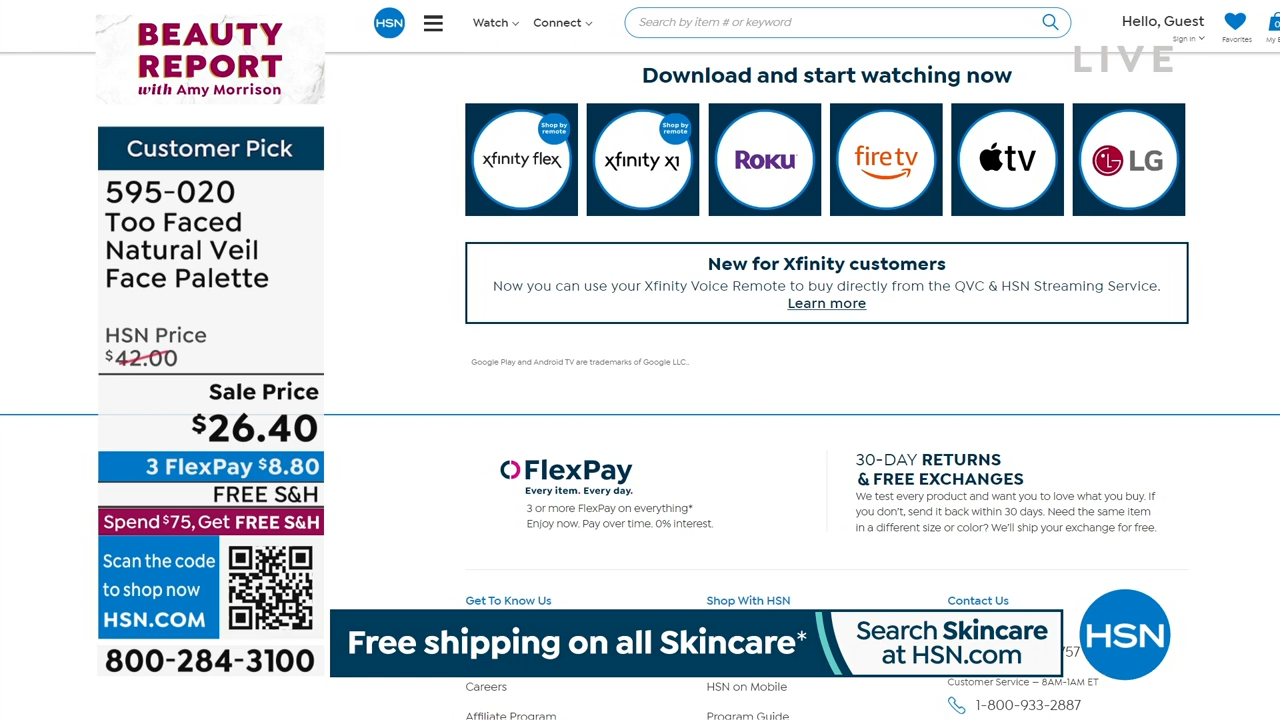 BEAUTY
REPORT
with Amy Morrison
Customer Pick
595-020
Too Faced
Natural Veil
Face Palette
HSN Price
$42.00
Sale Price
$26.40
3 FlexPay $8.80
FREE S&H
Spend $75, Get FREE S&H
Scan the code
to shop now
HSN.COM
800-284-3100
HSN
Watch
Connect
Search by item # or keyword
Hello, Guest
Sign In
Favorites
0
LIVE
Download and start watching now
Shop by
remote
xfinity flex
Shop by
remote
xfinity x1
Roku
fire tv
tv
LG
New for Xfinity customers
Now you can use your Xfinity Voice Remote to buy directly from the QVC & HSN Streaming Service.
Learn more
Google Play and Android TV are trademarks of Google LLC..
FlexPay
Every item. Every day.
3 or more FlexPay on everything*
Enjoy now. Pay over time. 0% interest.
30-DAY RETURNS
& FREE EXCHANGES
We test every product and want you to love what you buy. If
you don't, send it back within 30 days. Need the same item
in a different size or color? We'll ship your exchange for free.
Get To Know Us
Shop With HSN
Contact Us
Free shipping on all Skincare*
Search Skincare
at HSN.com
757
HSN
Customer Service – 8AM-1AM ET
Careers
HSN on Mobile
1-800-933-2887
Affiliate Program
Program Guide